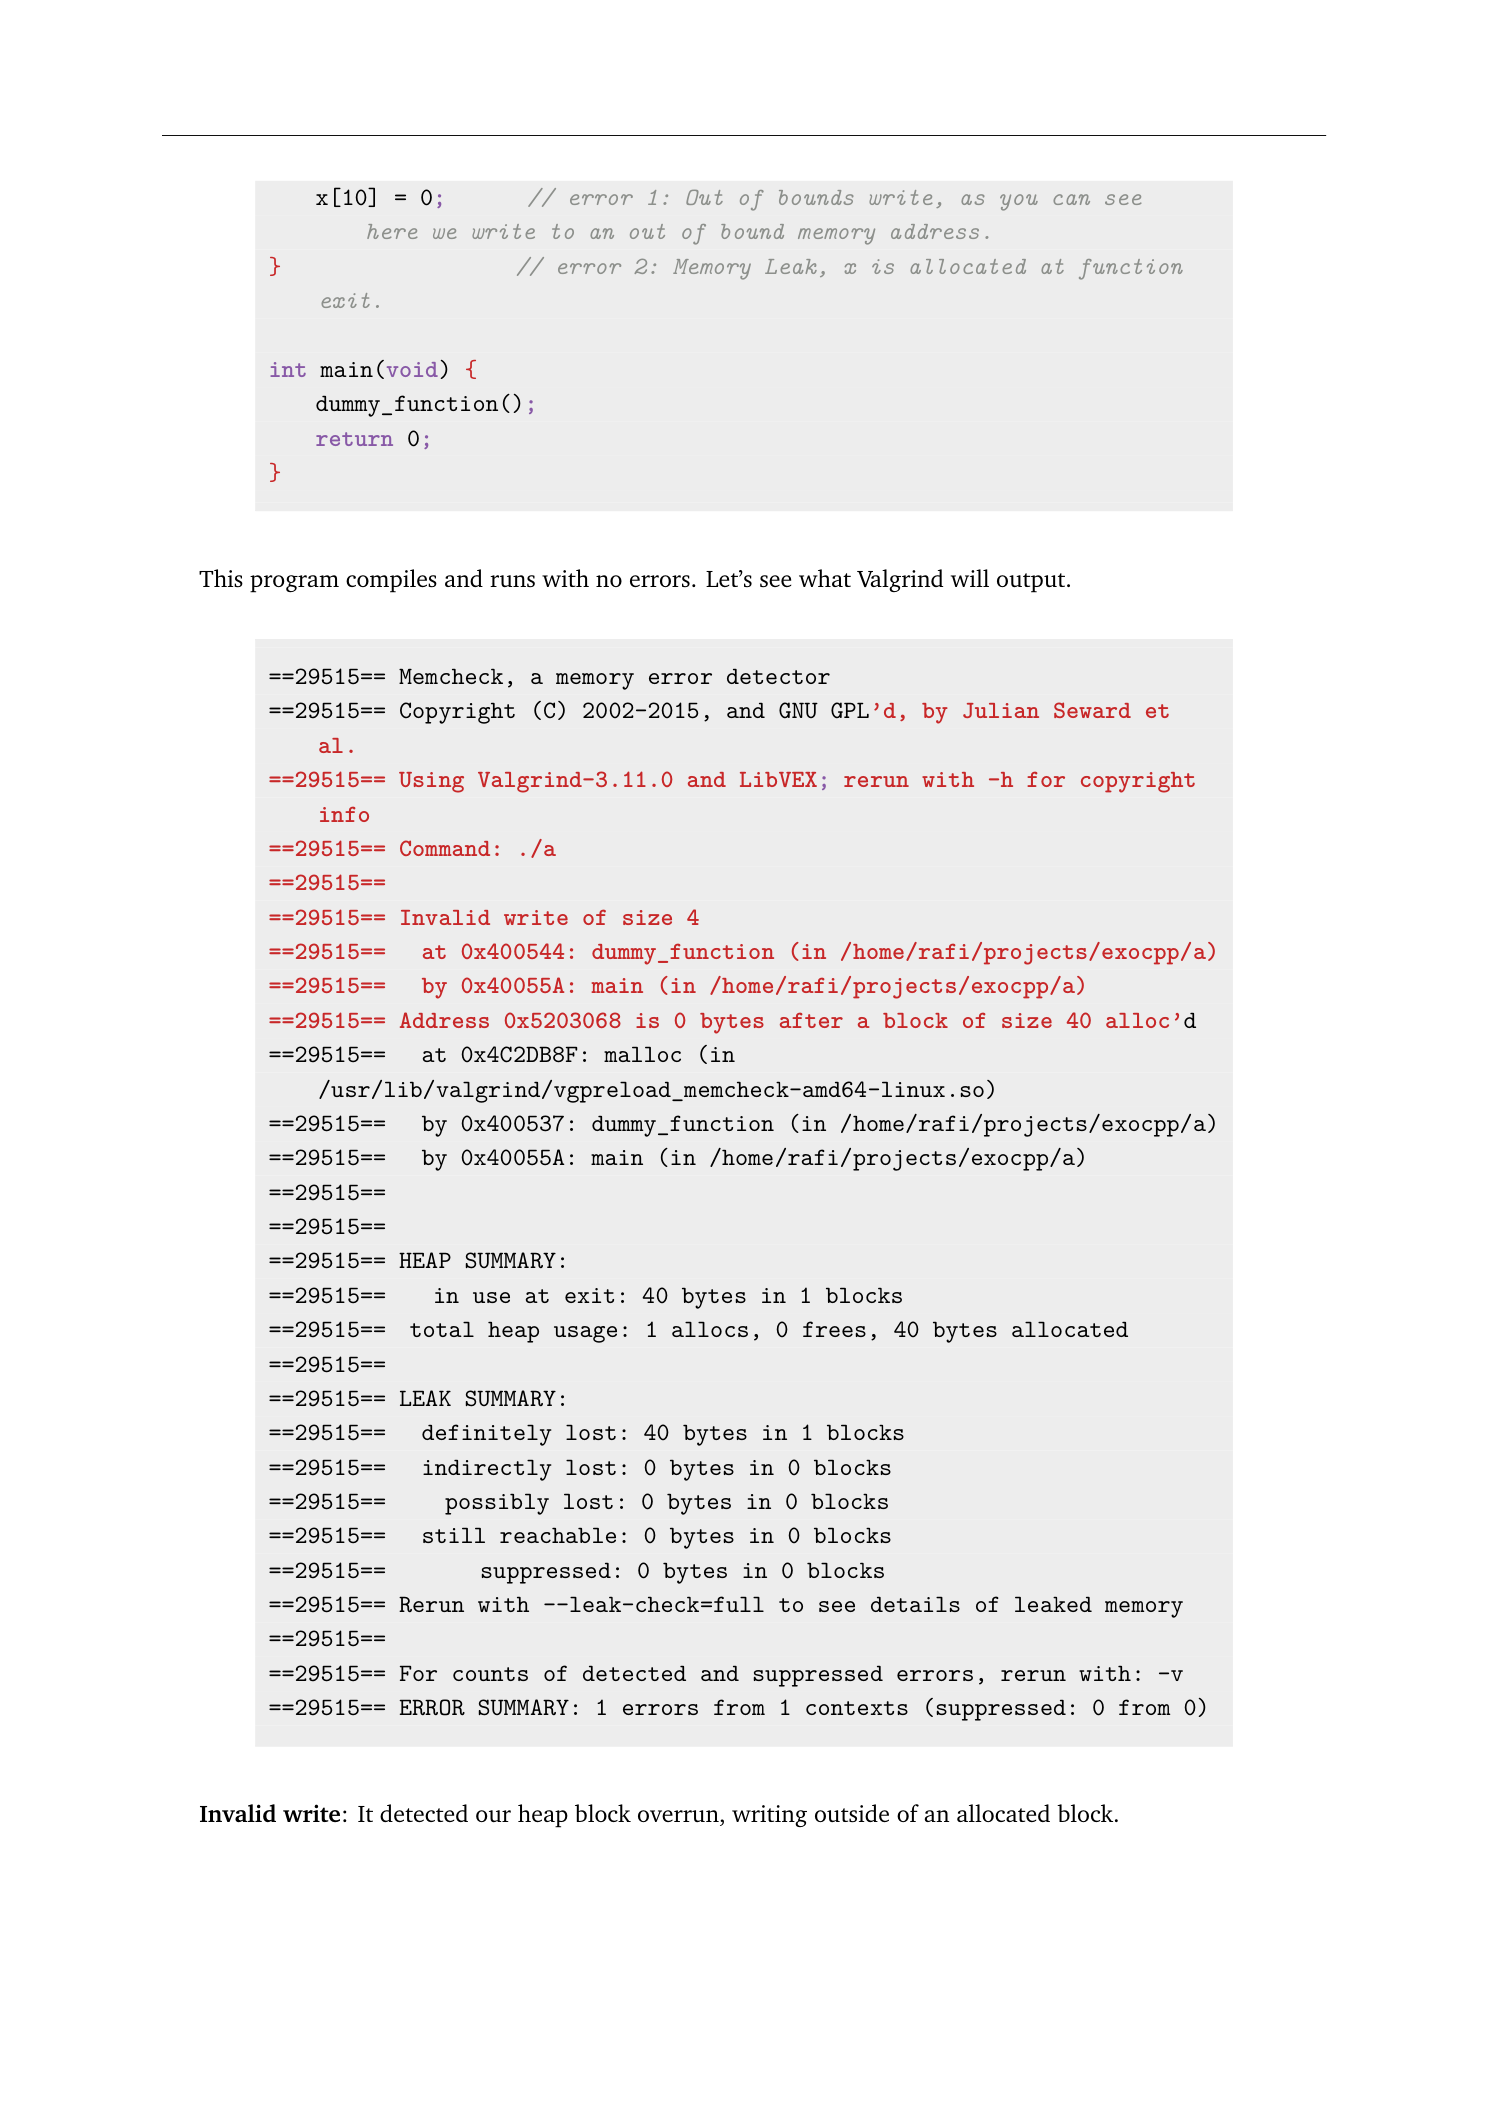 x[10] = 0;      // error 1: Out of bounds write, as you can see
here we write to an out of bound memory address.
}                    // error 2: Memory Leak, x is allocated at function
exit.
int main(void) {
dummy_function();
return 0;
}
This program compiles and runs with no errors. Let’s see what Valgrind will output.
==29515== Memcheck, a memory error detector
==29515== Copyright (C) 2002-2015, and GNU GPL’d, by Julian Seward et
al.
==29515== Using Valgrind-3.11.0 and LibVEX; rerun with -h for copyright
info
==29515== Command: ./a
==29515==
==29515== Invalid write of size 4
==29515==   at 0x400544: dummy_function (in /home/rafi/projects/exocpp/a)
==29515==   by 0x40055A: main (in /home/rafi/projects/exocpp/a)
==29515== Address 0x5203068 is 0 bytes after a block of size 40 alloc’d
==29515==   at 0x4C2DB8F: malloc (in
/usr/lib/valgrind/vgpreload_memcheck-amd64-linux.so)
==29515==   by 0x400537: dummy_function (in /home/rafi/projects/exocpp/a)
==29515==   by 0x40055A: main (in /home/rafi/projects/exocpp/a)
==29515==
==29515==
==29515== HEAP SUMMARY:
==29515==    in use at exit: 40 bytes in 1 blocks
==29515==  total heap usage: 1 allocs, 0 frees, 40 bytes allocated
==29515==
==29515== LEAK SUMMARY:
==29515==   definitely lost: 40 bytes in 1 blocks
==29515==   indirectly lost: 0 bytes in 0 blocks
==29515==     possibly lost: 0 bytes in 0 blocks
==29515==   still reachable: 0 bytes in 0 blocks
==29515==        suppressed: 0 bytes in 0 blocks
==29515== Rerun with --leak-check=full to see details of leaked memory
==29515==
==29515== For counts of detected and suppressed errors, rerun with: -v
==29515== ERROR SUMMARY: 1 errors from 1 contexts (suppressed: 0 from 0)
Invalid write: It detected our heap block overrun, writing outside of an allocated block.